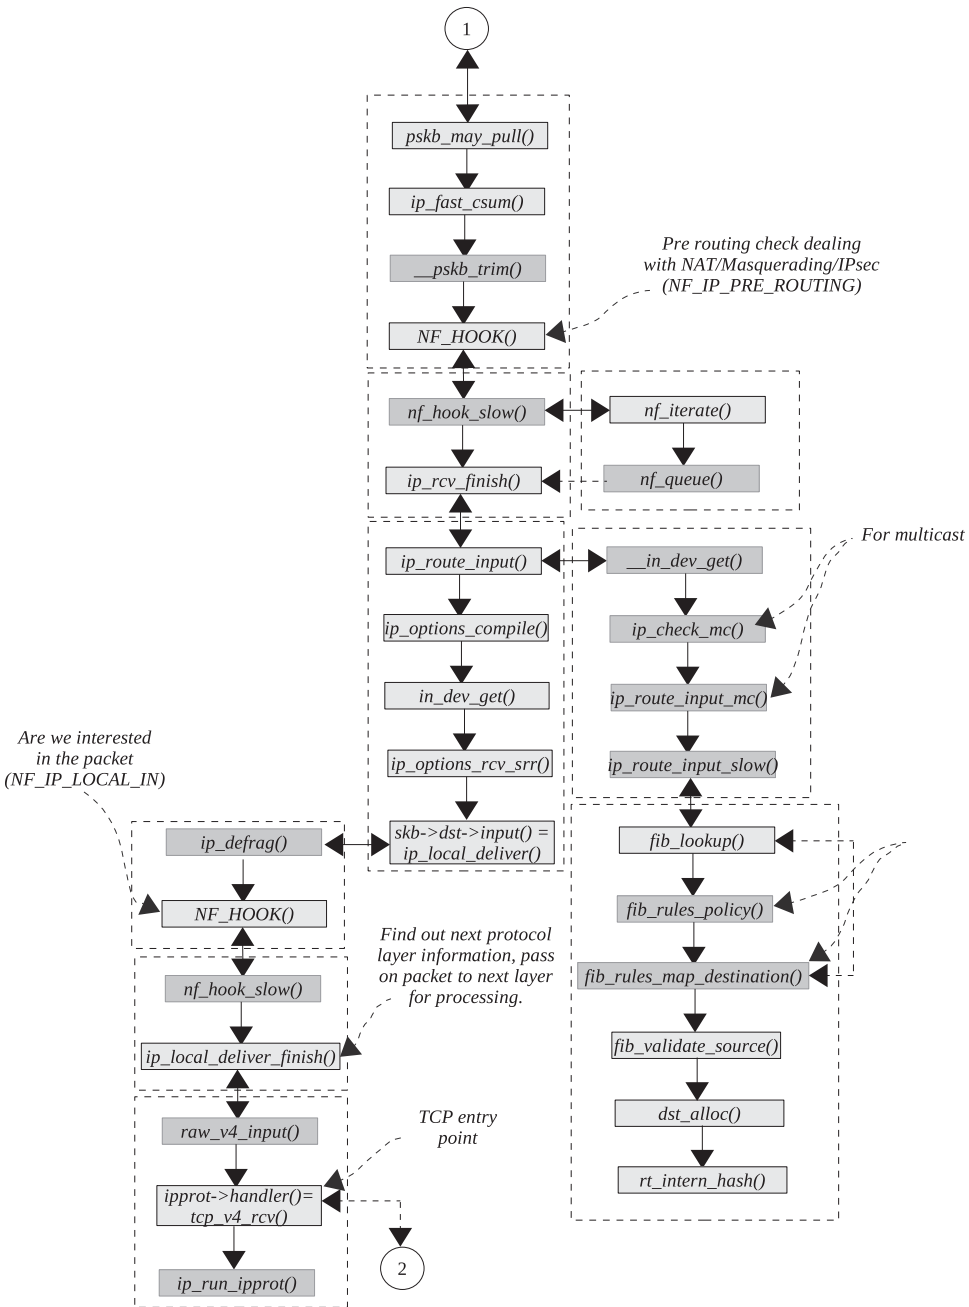 1
pskb_may_pull()
ip_fast_csum()
__pskb_trim()
Pre routing check dealing
with NAT/Masquerading/IPsec
(NF_IP_PRE_ROUTING)
NF_HOOK()
nf_hook_slow()
nf_iterate()
ip_rcv_finish()
nf_queue()
ip_route_input()
__in_dev_get()
For multicast
ip_options_compile()
ip_check_mc()
in_dev_get()
ip_route_input_mc()
ip_options_rcv_srr()
ip_route_input_slow()
Are we interested
in the packet
(NF_IP_LOCAL_IN)
skb->dst->input() =
ip_local_deliver()
ip_defrag()
fib_lookup()
NF_HOOK()
fib_rules_policy()
Find out next protocol
layer information, pass
on packet to next layer
for processing.
nf_hook_slow()
fib_rules_map_destination()
ip_local_deliver_finish()
fib_validate_source()
raw_v4_input()
TCP entry
point
dst_alloc()
ipprot->handler()=
tcp_v4_rcv()
rt_intern_hash()
ip_run_ipprot()
2